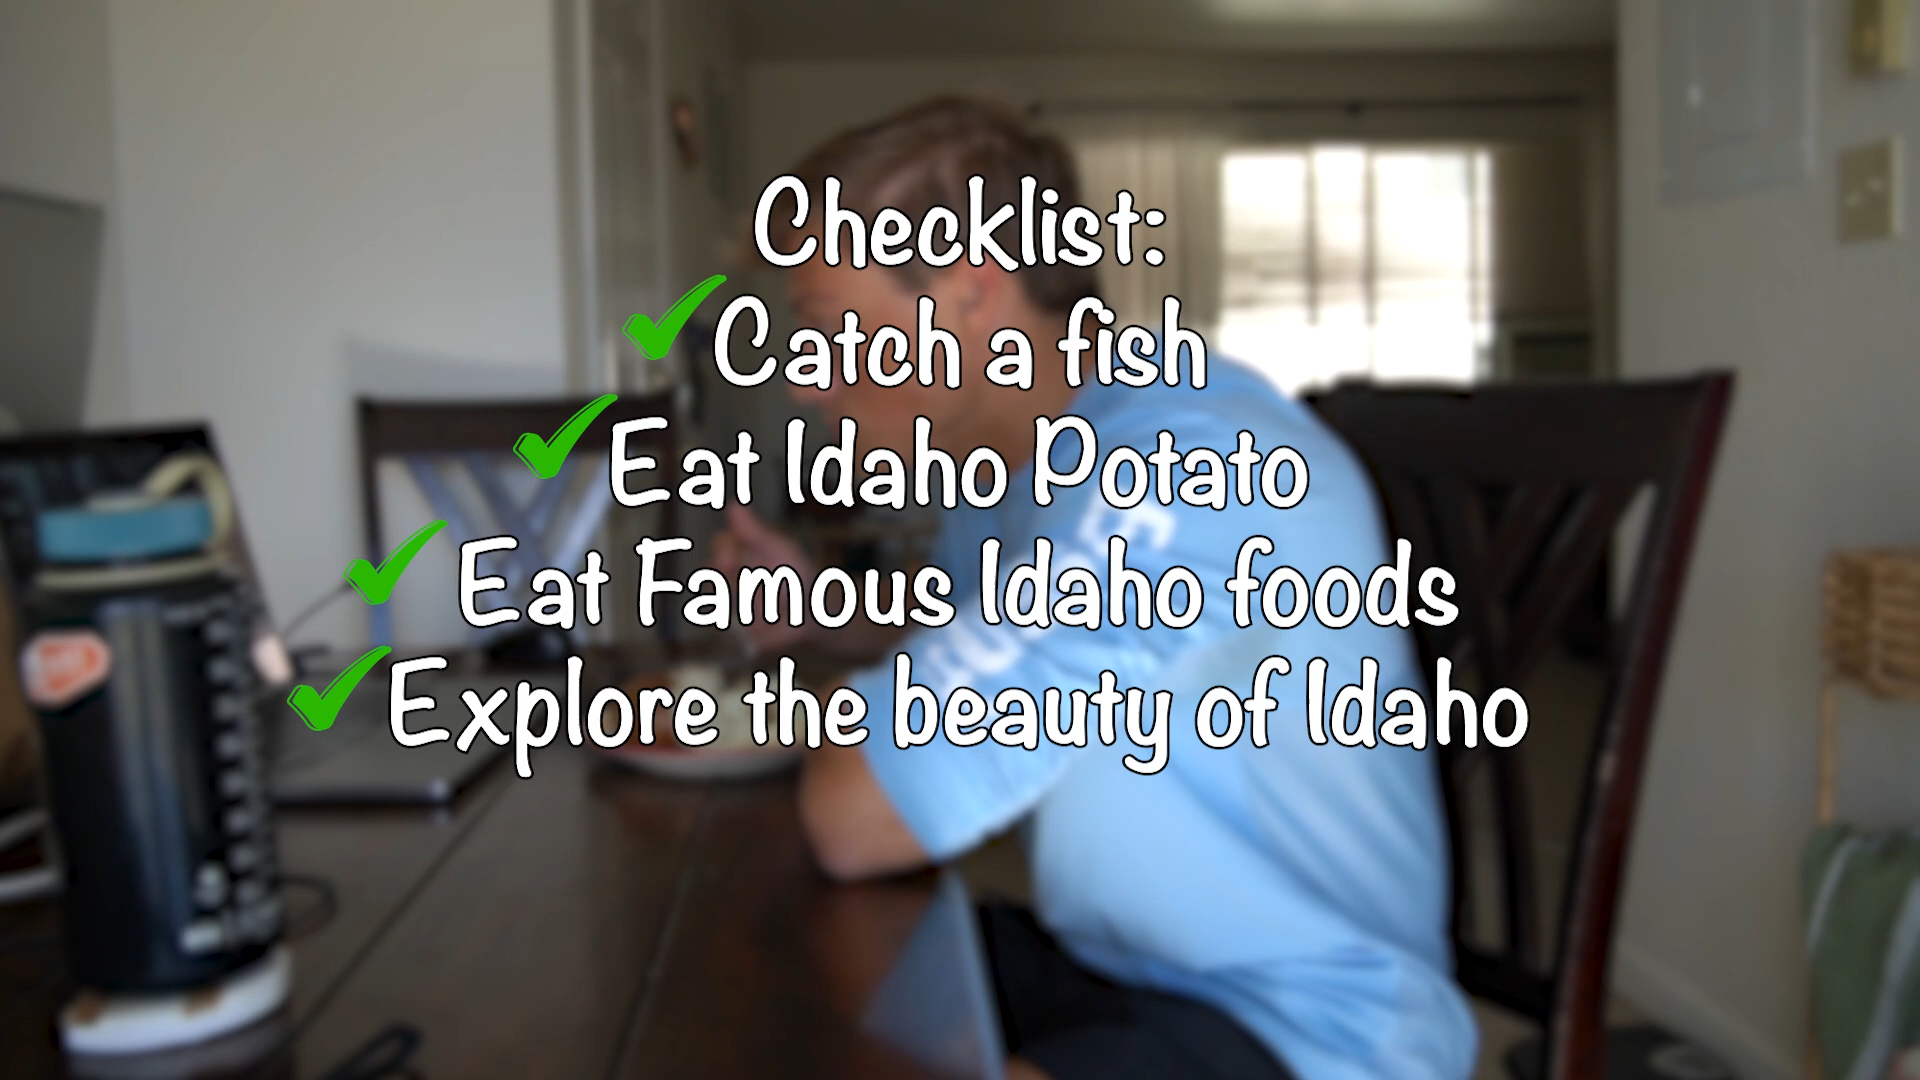 Checklist:
Catch a fish
Eat Idaho Potato
Eat Famous Idaho foods
Explore the beauty of Idaho